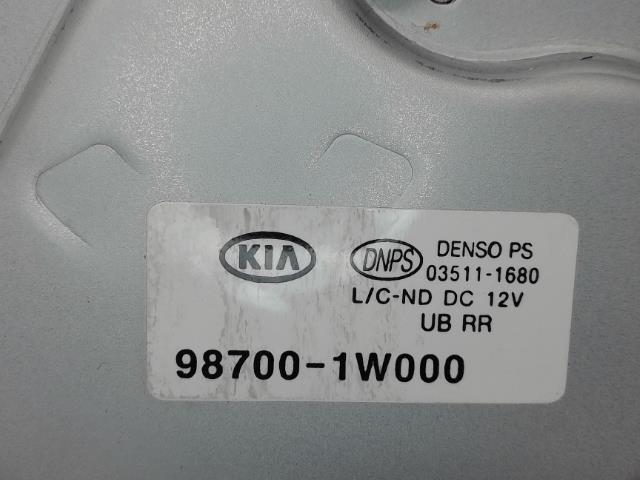 KIA
DNPS DENSO PS
03511-1680
L/C-ND DC 12V
UB RR
98700-1W000